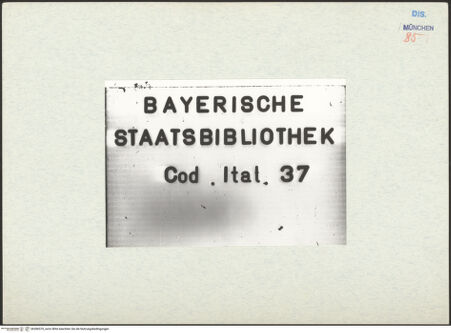 DIS.
MÜNCHEN
85
BAYERISCHE
STAATSBIBLIOTHEK
Cod. Ital. 37